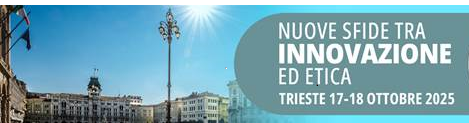 NUOVE SFIDE TRA
INNOVAZIONE
ED ETICA
TRIESTE 17-18 OTTOBRE 2025